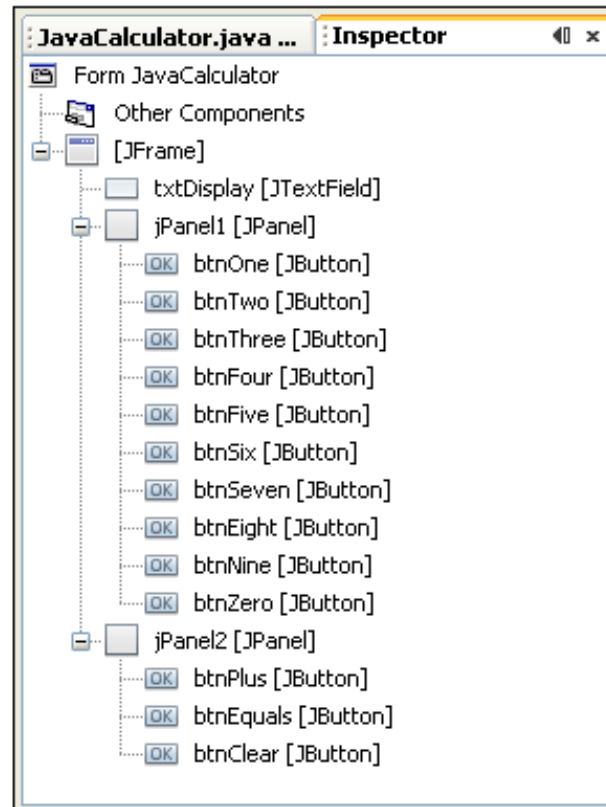 JavaCalculator.java ... Inspector
Form JavaCalculator
Other Components
[JFrame]
txtDisplay [JTextField]
jPanel1 [JPanel]
OK btnOne [JButton]
OK btnTwo [JButton]
OK btnThree [JButton]
OK btnFour [JButton]
OK btnFive [JButton]
OK btnSix [JButton]
OK btnSeven [JButton]
OK btnEight [JButton]
OK btnNine [JButton]
OK btnZero [JButton]
jPanel2 [JPanel]
OK btnPlus [JButton]
OK btnEquals [JButton]
OK btnClear [JButton]